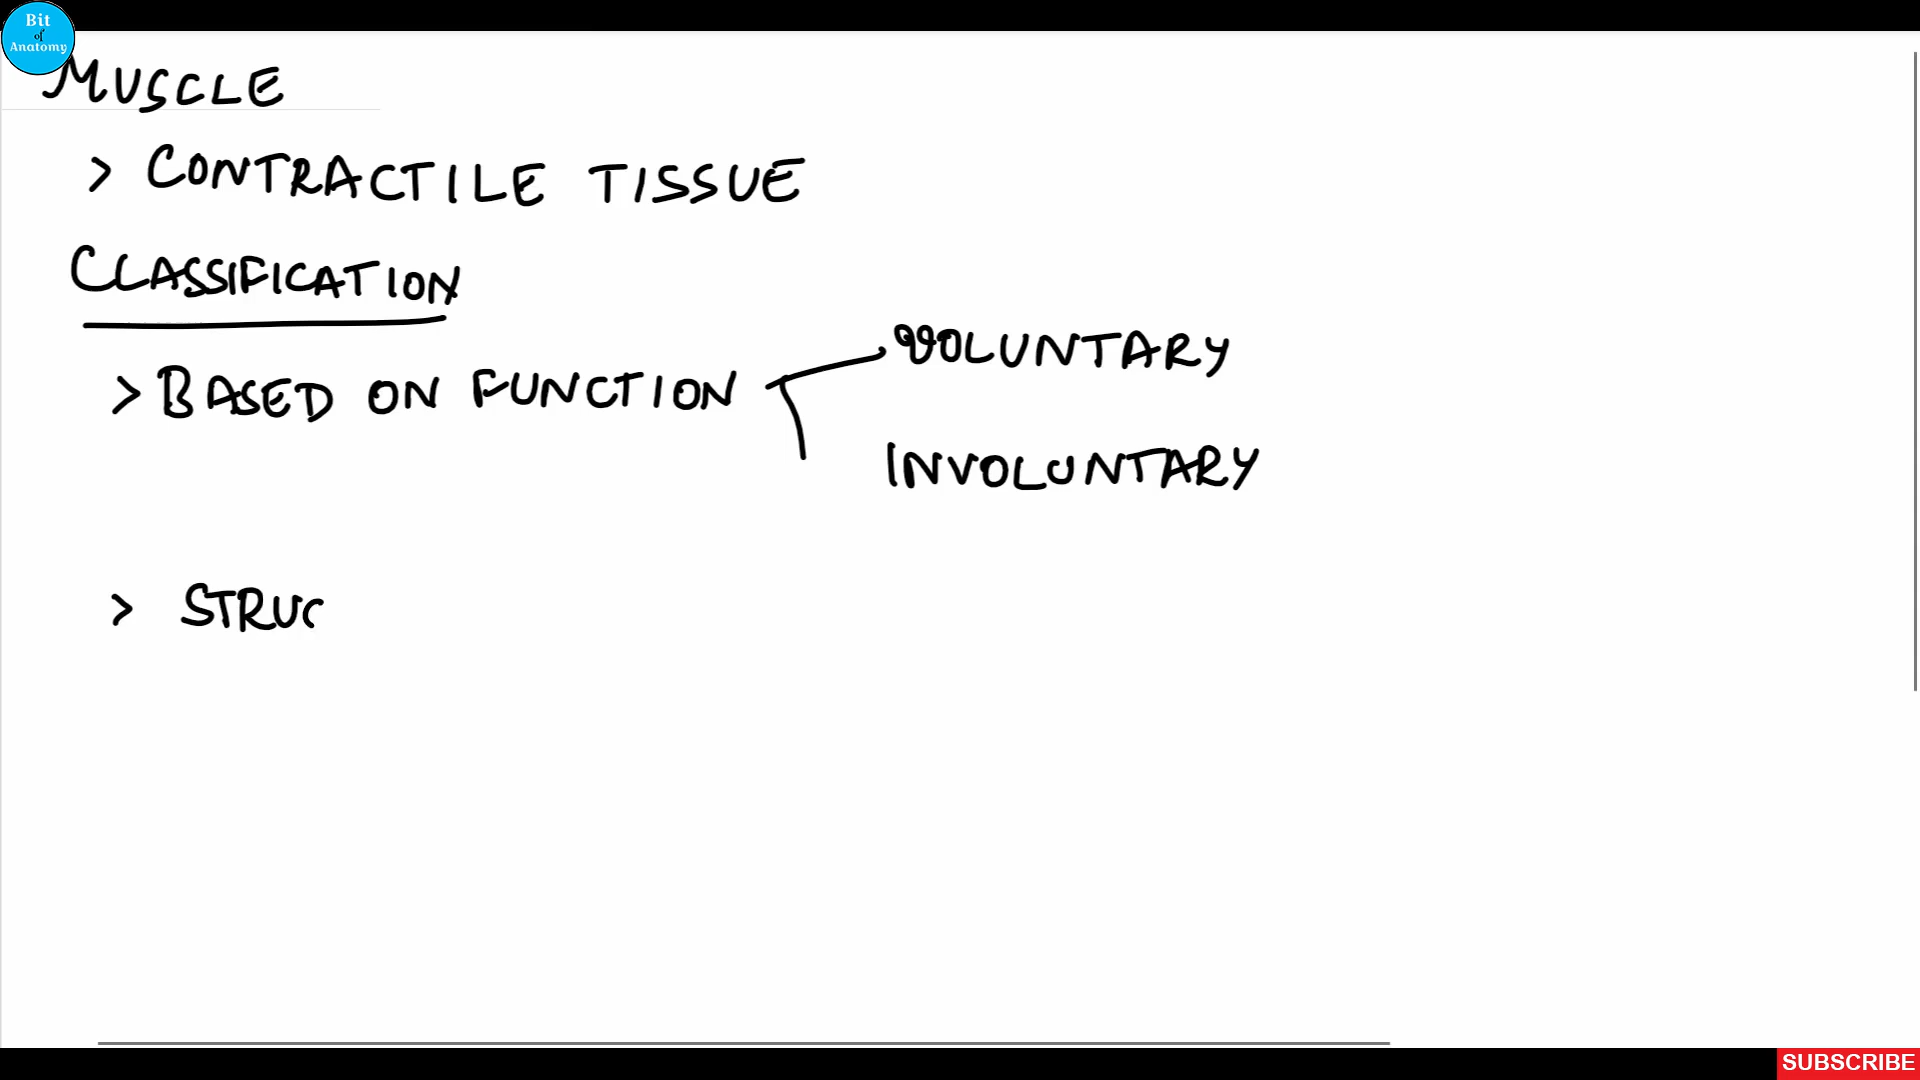 Bit
of
Anatomy
MUSCLE
> CONTRACTILE TISSUE
CLASSIFICATION
> BASED ON FUNCTION
VOLUNTARY
INVOLUNTARY
> STRUC
SUBSCRIBE